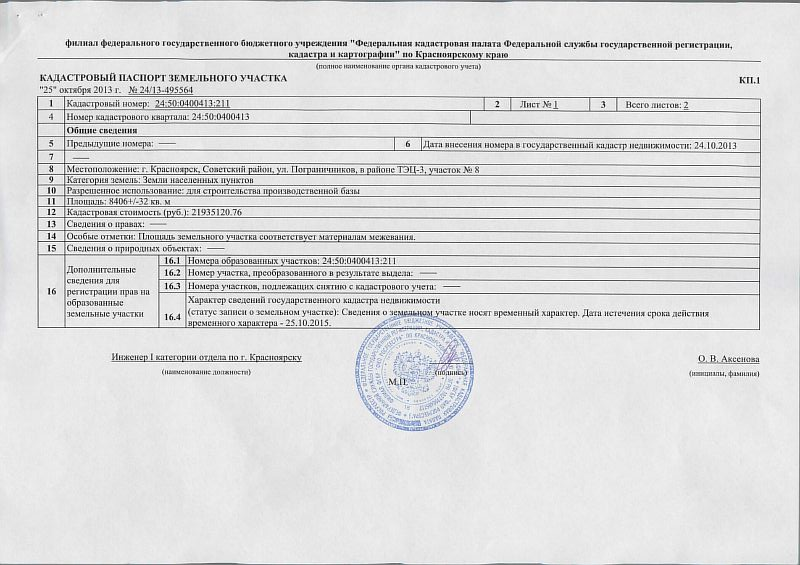 филиал федерального государственного бюджетного учреждения "Федеральная кадастровая палата Федеральной службы государственной регистрации,
кадастра и картографии" по Красноярскому краю
(полное наименование органа кадастрового учета)
КАДАСТРОВЫЙ ПАСПОРТ ЗЕМЕЛЬНОГО УЧАСТКА
КП.1
"25" октября 2013 г. № 24/13-495564
1 Кадастровый номер: 24:50:0400413:211 2 Лист № 1 3 Всего листов: 2
4 Номер кадастрового квартала: 24:50:0400413
Общие сведения
5 Предыдущие номера: —— 6 Дата внесения номера в государственный кадастр недвижимости: 24.10.2013
7 ——
8 Местоположение: г. Красноярск, Советский район, ул. Пограничников, в районе ТЭЦ-3, участок № 8
9 Категория земель: Земли населенных пунктов
10 Разрешенное использование: для строительства производственной базы
11 Площадь: 8406+/-32 кв. м
12 Кадастровая стоимость (руб.): 21935120.76
13 Сведения о правах: ——
14 Особые отметки: Площадь земельного участка соответствует материалам межевания.
15 Сведения о природных объектах: ——
16 Дополнительные
сведения для
регистрации прав на
образованные
земельные участки
16.1 Номера образованных участков: 24:50:0400413:211
16.2 Номер участка, преобразованного в результате выдела: ——
16.3 Номера участков, подлежащих снятию с кадастрового учета: ——
16.4 Характер сведений государственного кадастра недвижимости
(статус записи о земельном участке): Сведения о земельном участке носят временный характер. Дата истечения срока действия
временного характера - 25.10.2015.
Инженер I категории отдела по г. Красноярску
О. В. Аксенова
(наименование должности)
(подпись)
(инициалы, фамилия)
М.П.